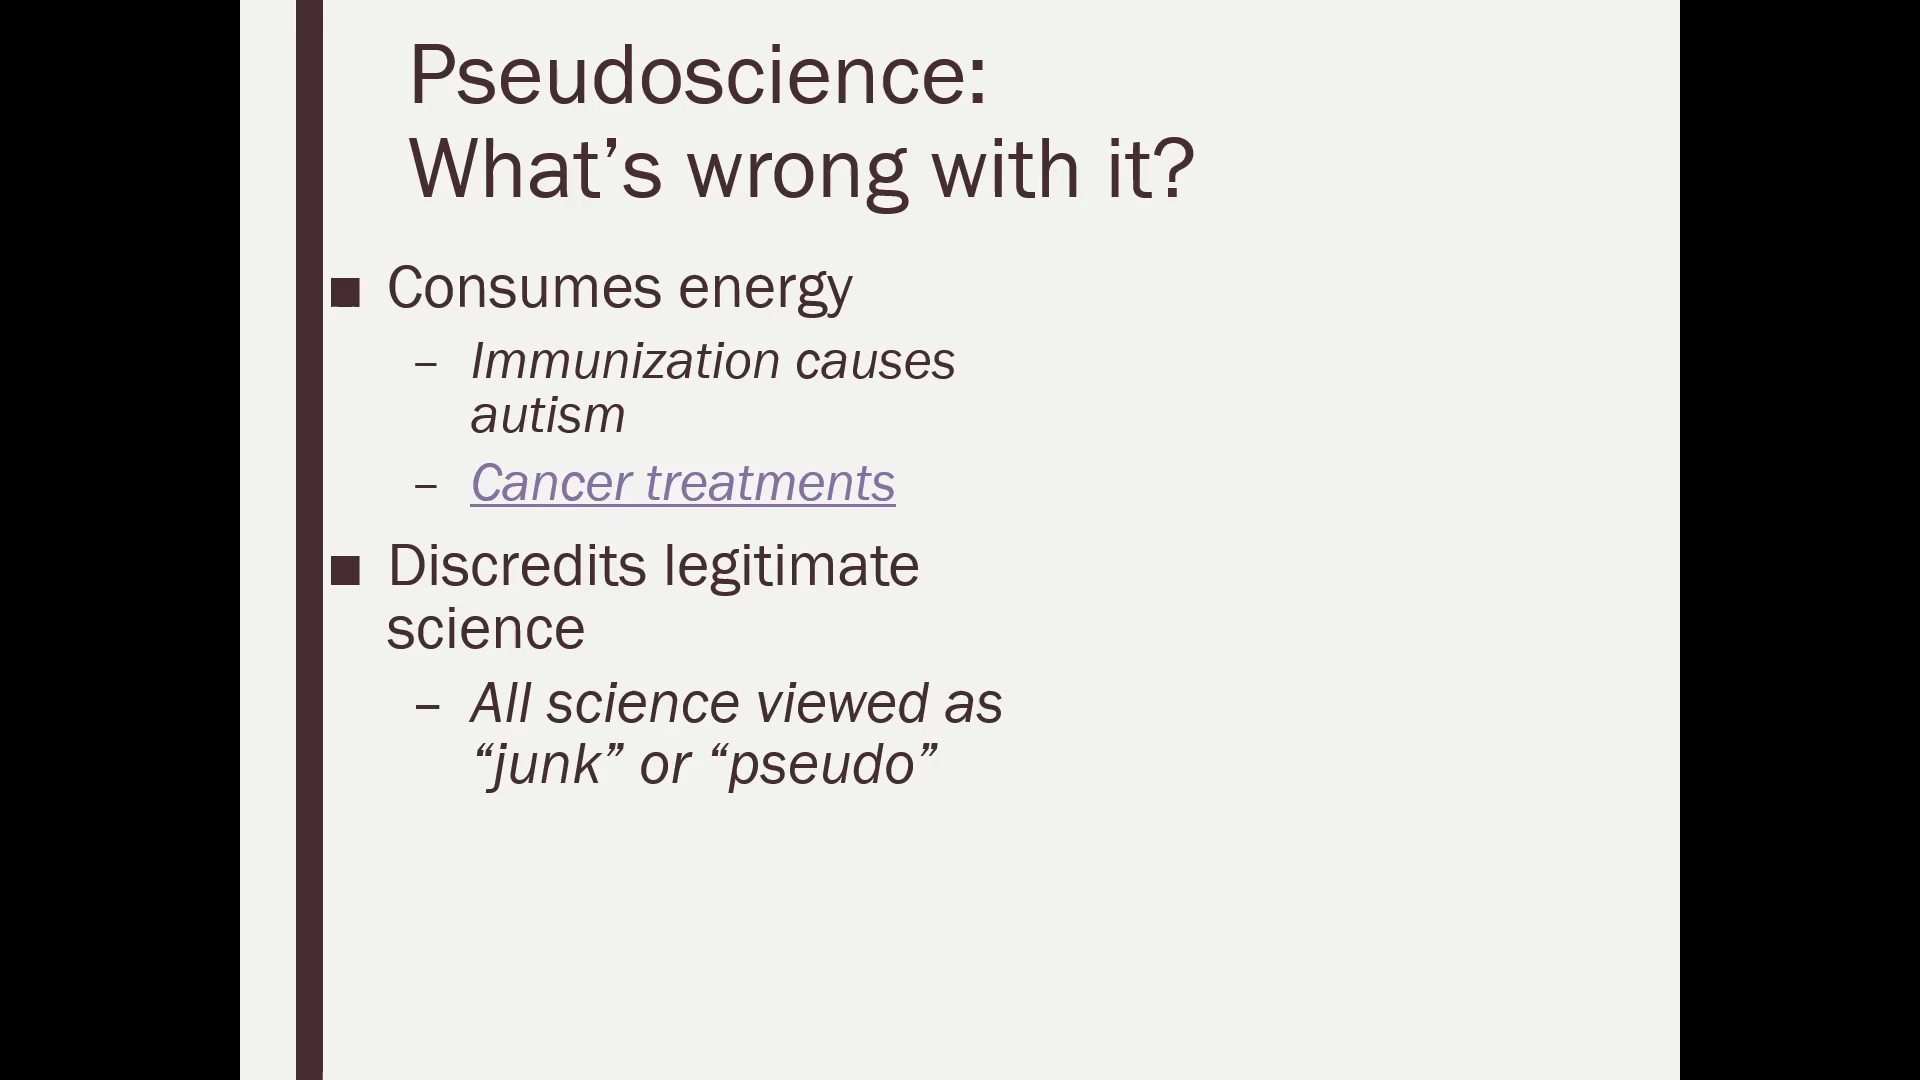 Pseudoscience:
What’s wrong with it?
■ Consumes energy
– Immunization causes
autism
– Cancer treatments
■ Discredits legitimate
science
– All science viewed as
“junk” or “pseudo”